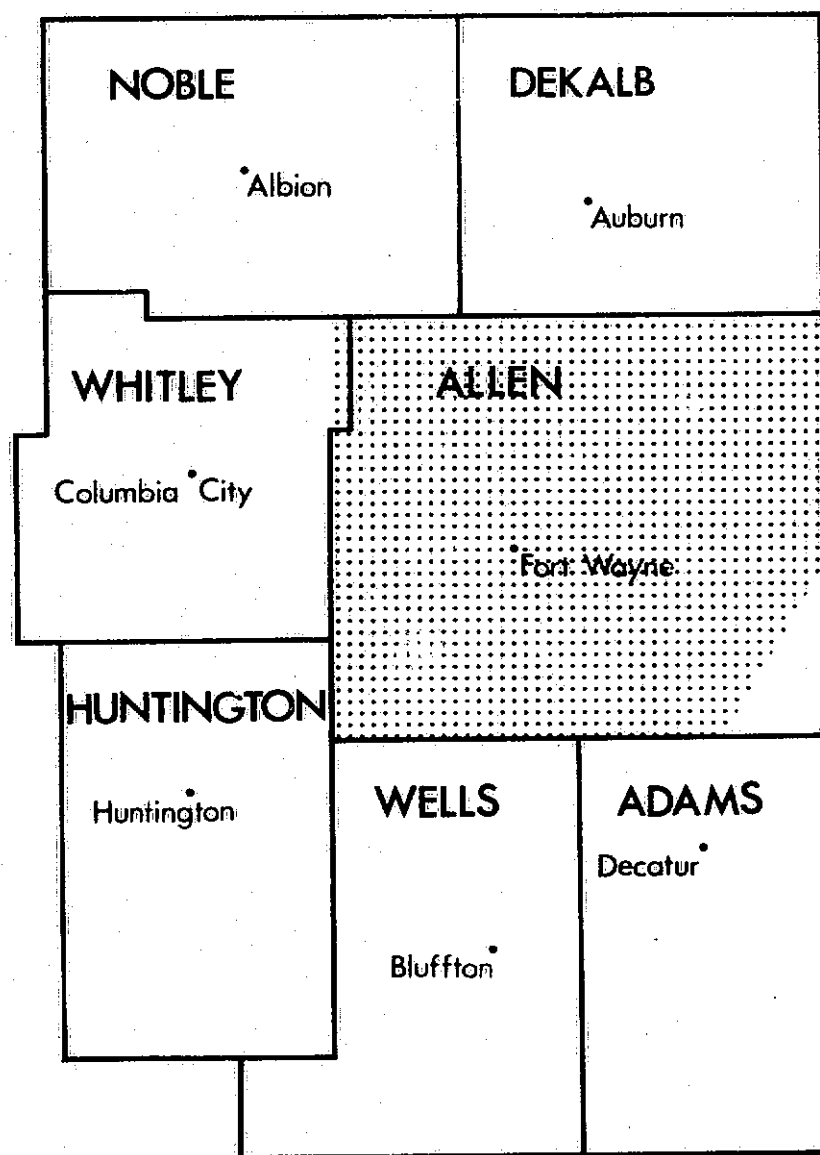 NOBLE
DEKALB
Albion
Auburn
WHITLEY
ALLEN
Columbia City
Fort Wayne
HUNTINGTON
Huntington
WELLS
ADAMS
Decatur
Bluffton